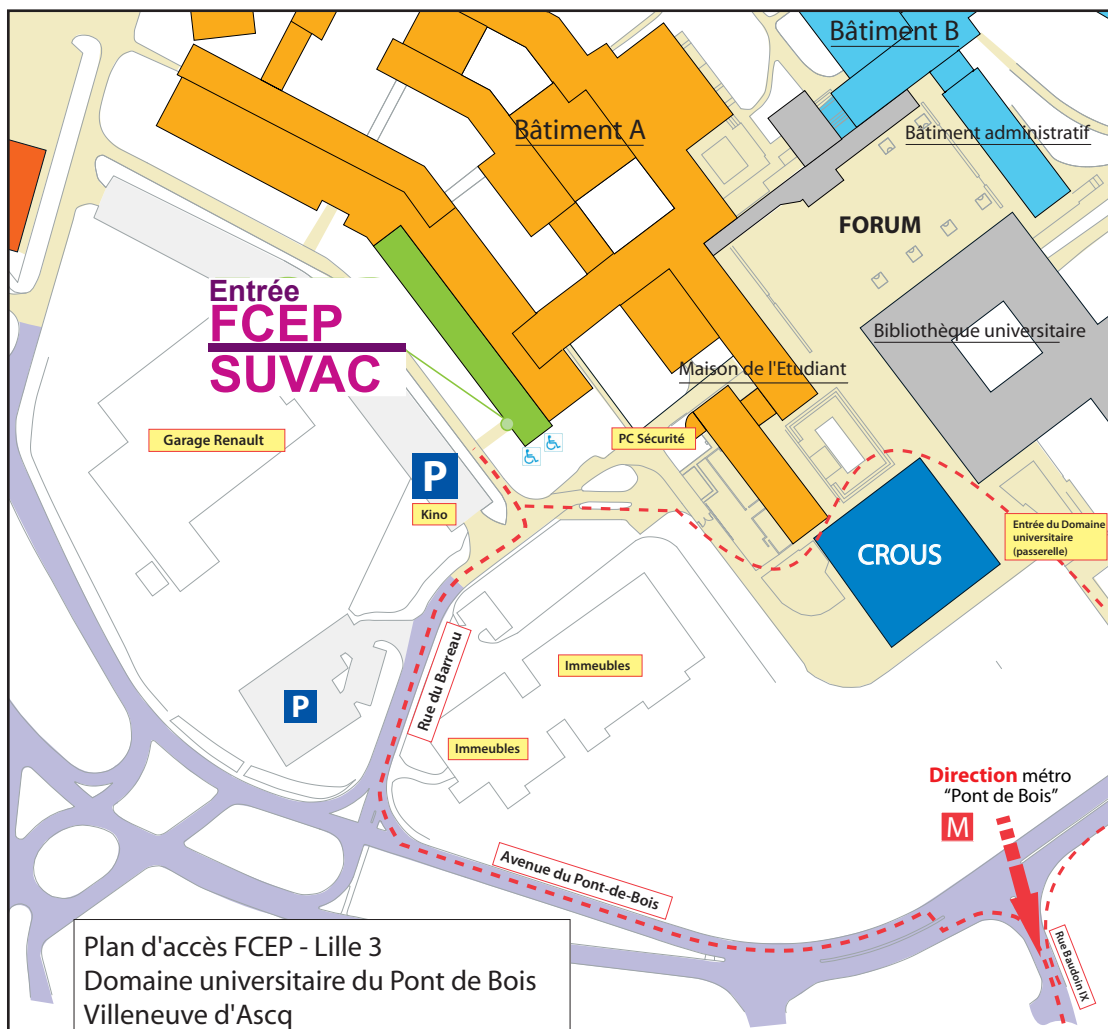 Bâtiment B
Bâtiment A
Bâtiment administratif
FORUM
Entrée
FCEP
SUVAC
Bibliothèque universitaire
Maison de l'Etudiant
Garage Renault
PC Sécurité
P
Kino
Entrée du Domaine
universitaire
(passerelle)
CROUS
Rue du Barreau
Immeubles
P
Immeubles
Direction métro
"Pont de Bois"
M
Avenue du Pont-de-Bois
Rue Baudoin IX
Plan d'accès FCEP - Lille 3
Domaine universitaire du Pont de Bois
Villeneuve d'Ascq